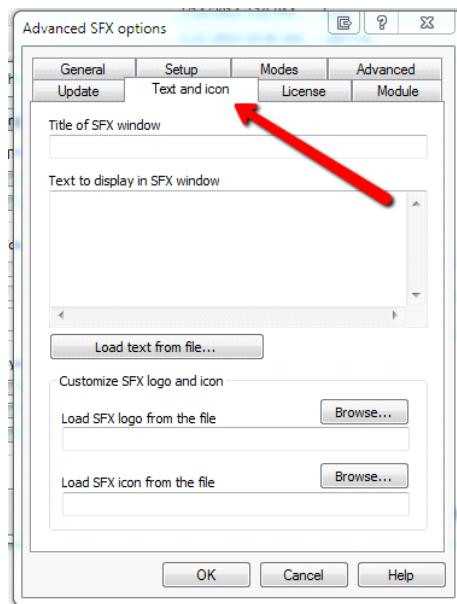 Advanced SFX options
General Setup Modes Advanced
Update Text and icon License Module
Title of SFX window
Text to display in SFX window
Load text from file...
Customize SFX logo and icon
Load SFX logo from the file
Browse...
Load SFX icon from the file
Browse...
OK Cancel Help